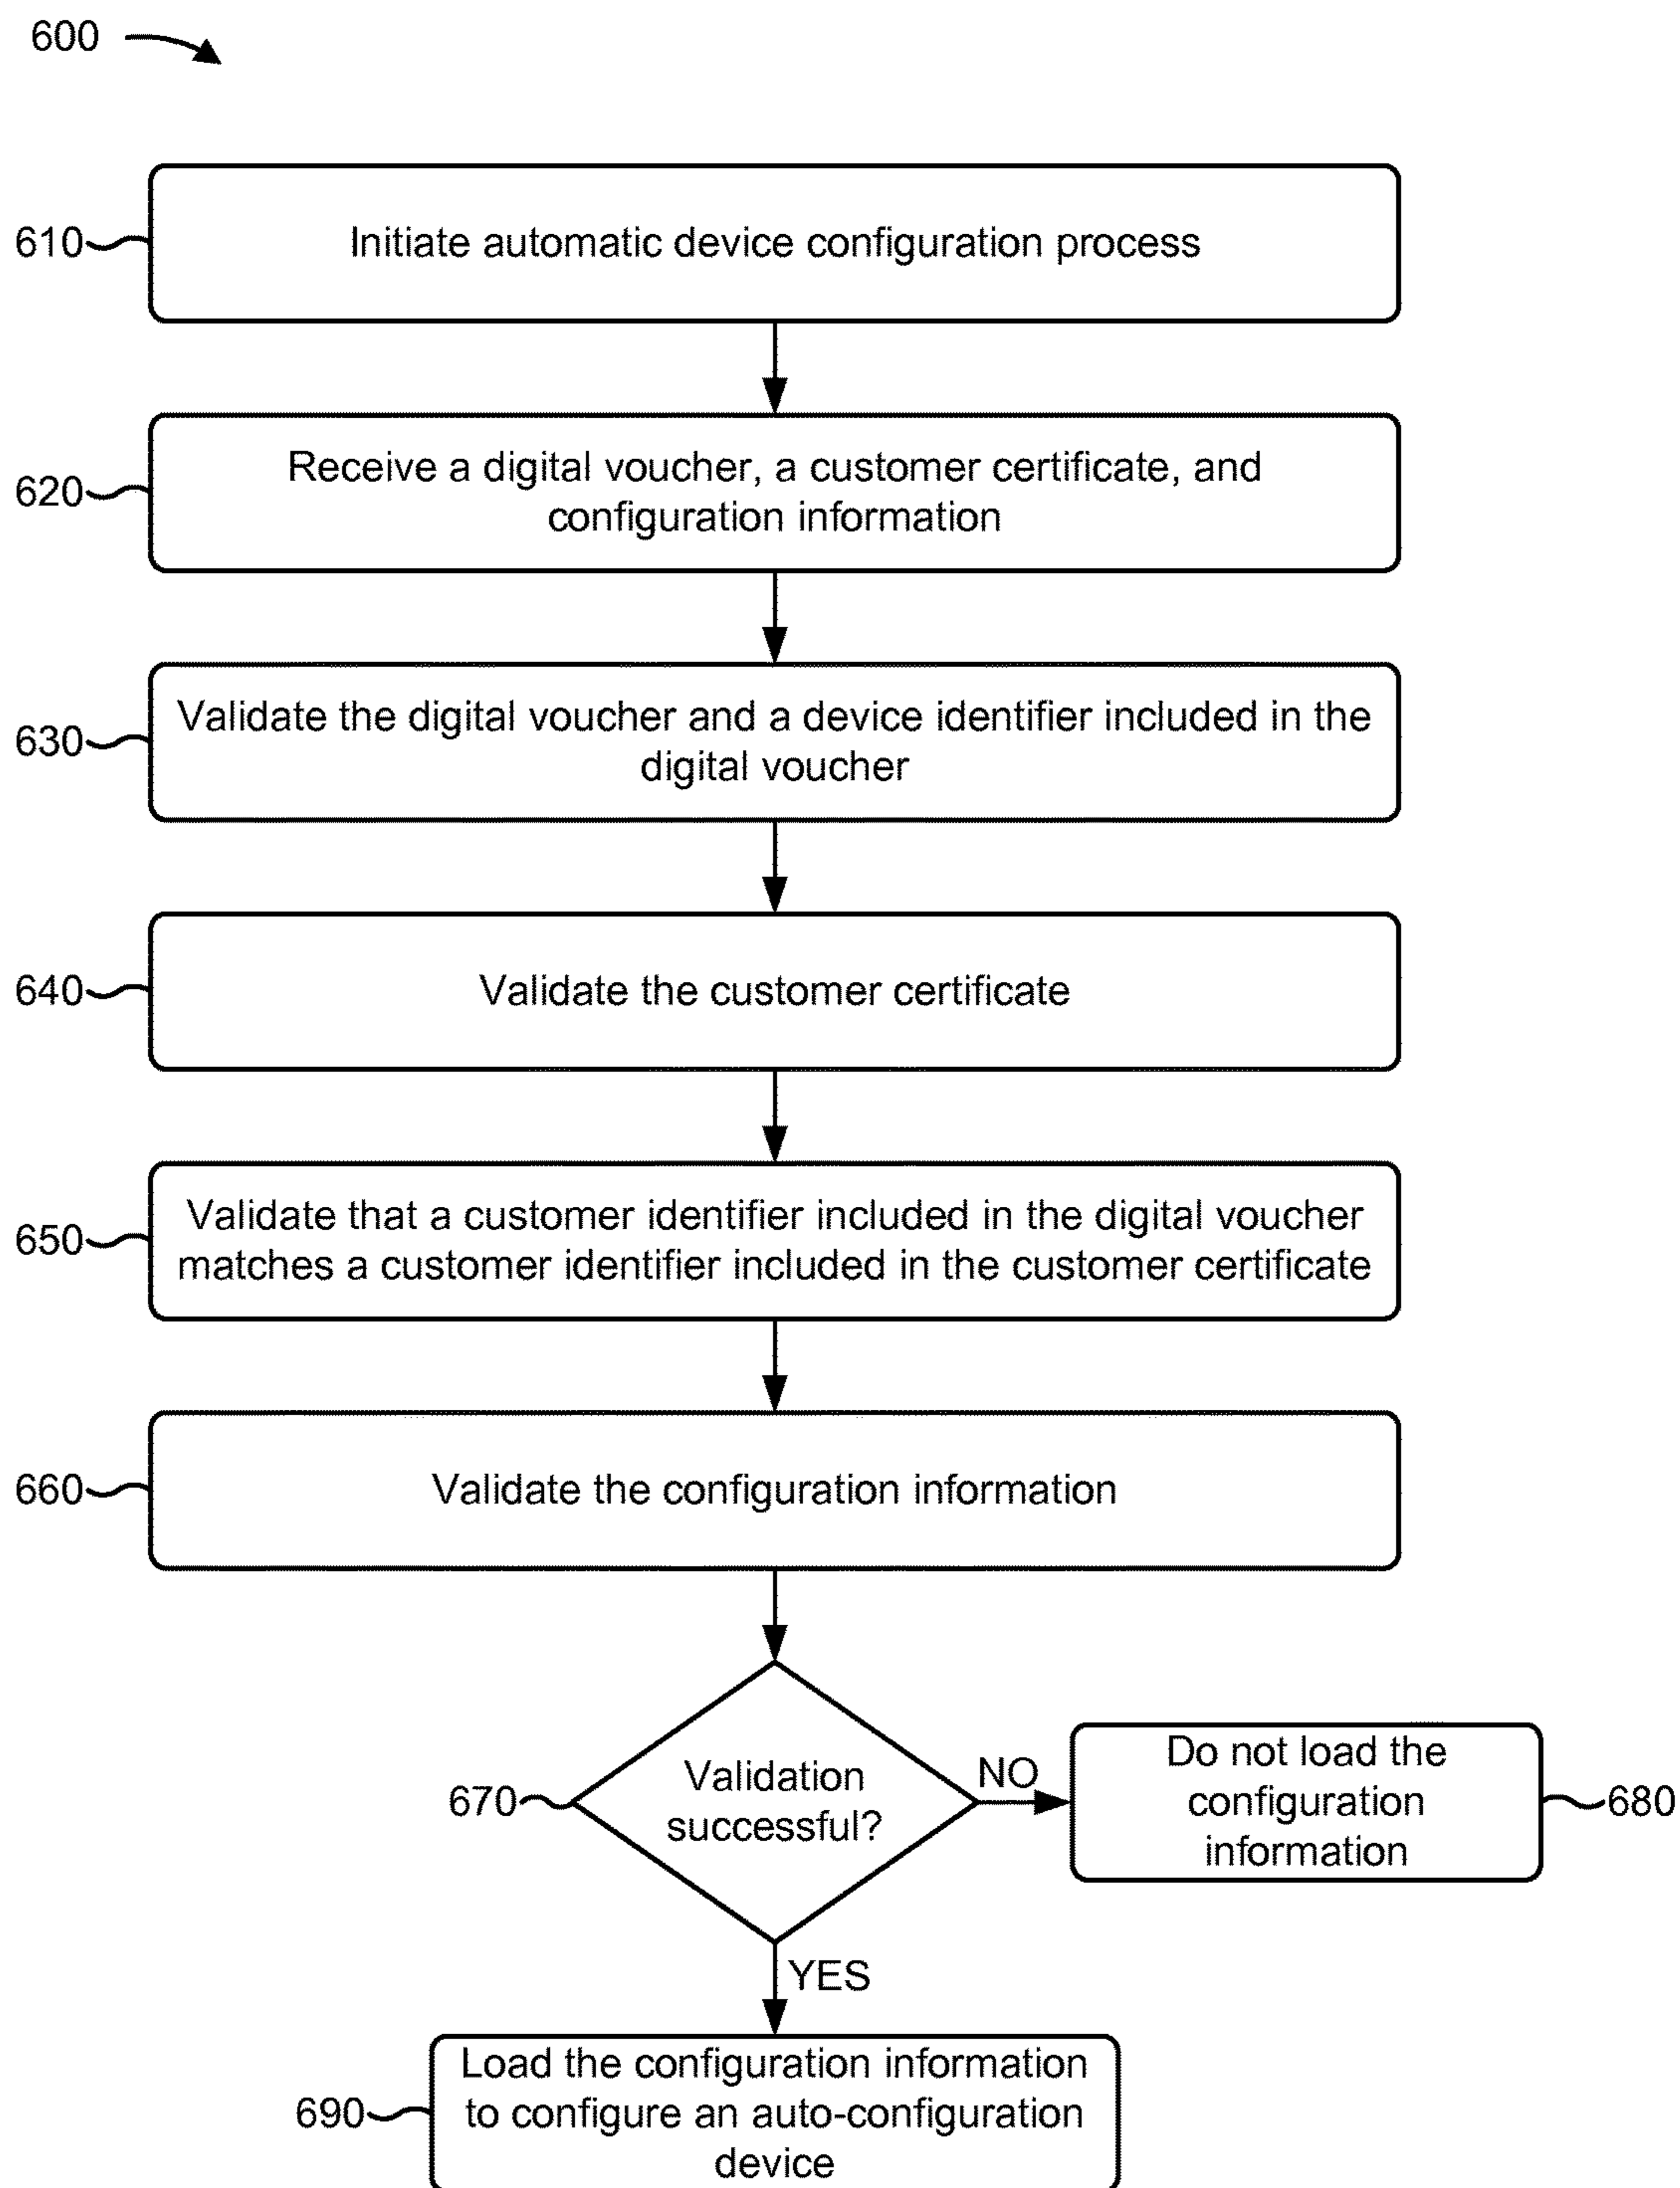 600
610
Initiate automatic device configuration process
620
Receive a digital voucher, a customer certificate, and
configuration information
630
Validate the digital voucher and a device identifier included in the
digital voucher
640
Validate the customer certificate
650
Validate that a customer identifier included in the digital voucher
matches a customer identifier included in the customer certificate
660
Validate the configuration information
670
Validation
successful?
NO
Do not load the
configuration
information
680
YES
690
Load the configuration information
to configure an auto-configuration
device